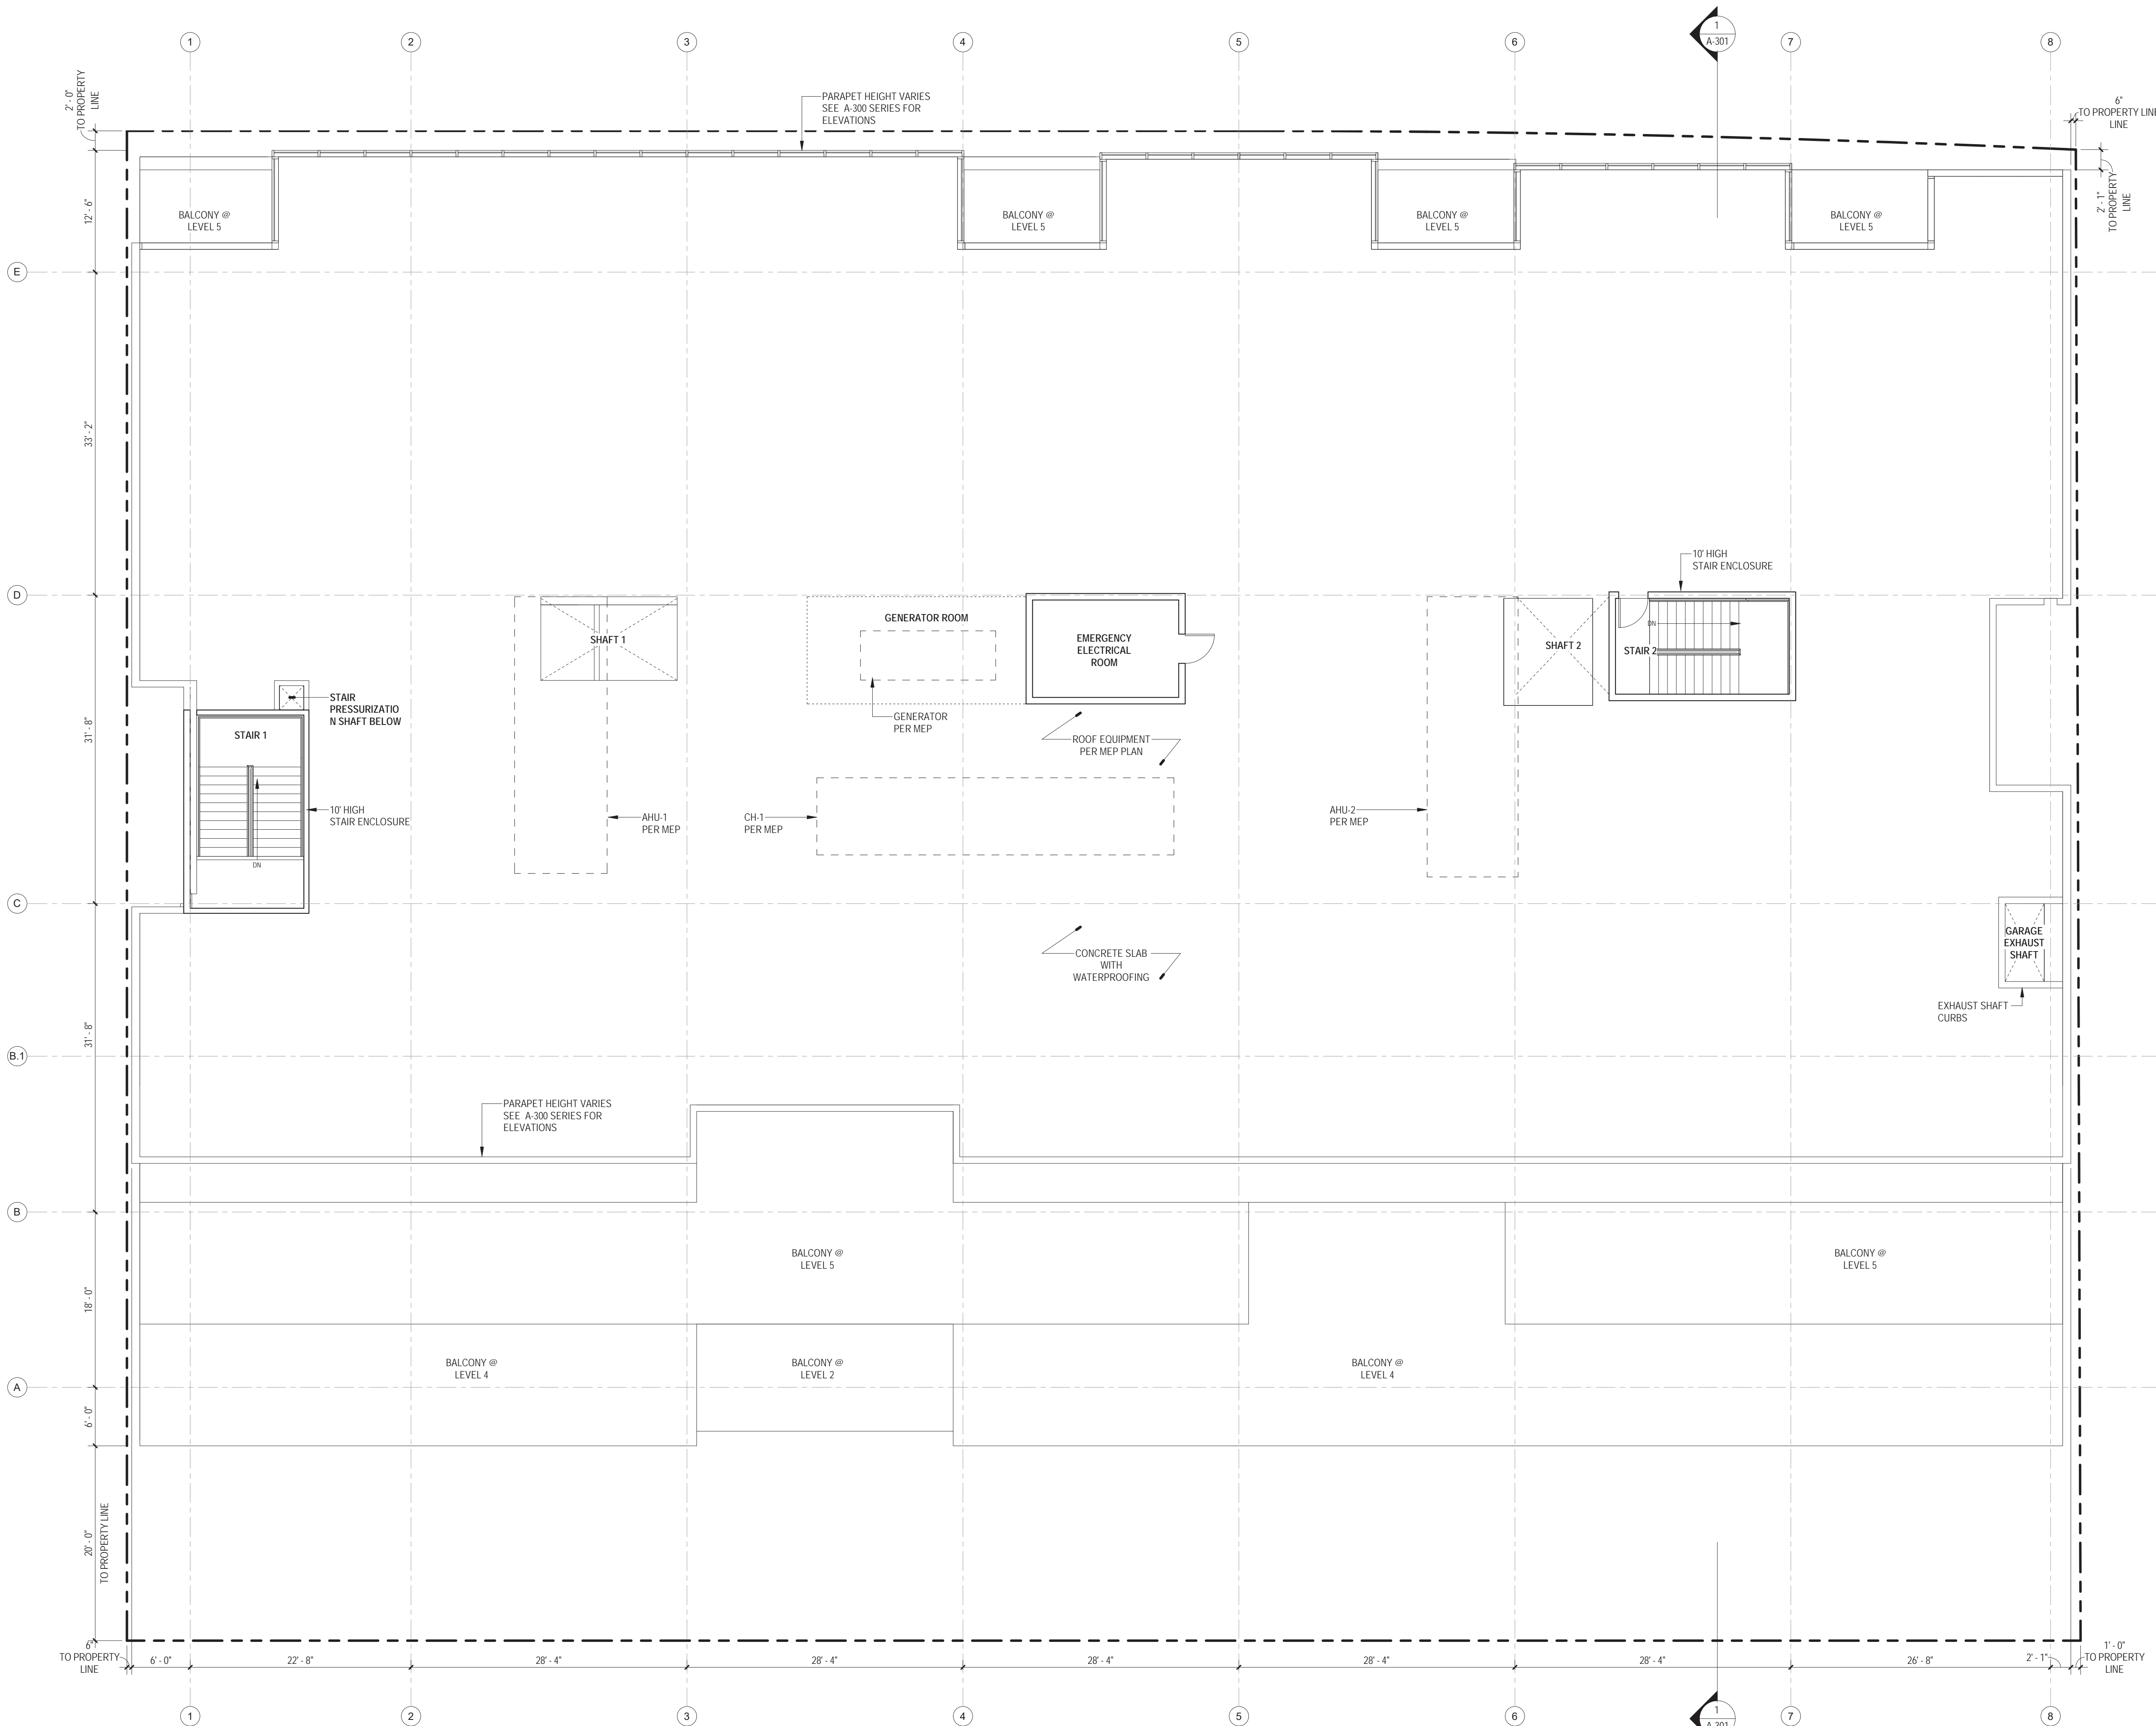 1
2
3
4
5
6
1
A-301
7
8
2' - 0"
TO PROPERTY
LINE
PARAPET HEIGHT VARIES
SEE A-300 SERIES FOR
ELEVATIONS
6"
TO PROPERTY LINE
LINE
12' - 6"
BALCONY @
LEVEL 5
BALCONY @
LEVEL 5
BALCONY @
LEVEL 5
BALCONY @
LEVEL 5
2' - 1"
TO PROPERTY
LINE
E
33' - 2"
10' HIGH
STAIR ENCLOSURE
D
SHAFT 1
GENERATOR ROOM
EMERGENCY
ELECTRICAL
ROOM
SHAFT 2
STAIR 2
DN
STAIR
PRESSURIZATIO
N SHAFT BELOW
STAIR 1
DN
31' - 8"
GENERATOR
PER MEP
ROOF EQUIPMENT
PER MEP PLAN
10' HIGH
STAIR ENCLOSURE
AHU-1
PER MEP
CH-1
PER MEP
AHU-2
PER MEP
C
GARAGE
EXHAUST
SHAFT
CONCRETE SLAB
WITH
WATERPROOFING
EXHAUST SHAFT
CURBS
31' - 8"
B.1
PARAPET HEIGHT VARIES
SEE A-300 SERIES FOR
ELEVATIONS
B
BALCONY @
LEVEL 5
BALCONY @
LEVEL 5
18' - 0"
BALCONY @
LEVEL 4
BALCONY @
LEVEL 2
BALCONY @
LEVEL 4
A
6' - 0"
20' - 0"
TO PROPERTY LINE
6"
TO PROPERTY
LINE
6' - 0"
22' - 8"
28' - 4"
28' - 4"
28' - 4"
28' - 4"
28' - 4"
26' - 8"
2' - 1"
1' - 0"
TO PROPERTY
LINE
1
2
3
4
5
6
1
A-301
7
8